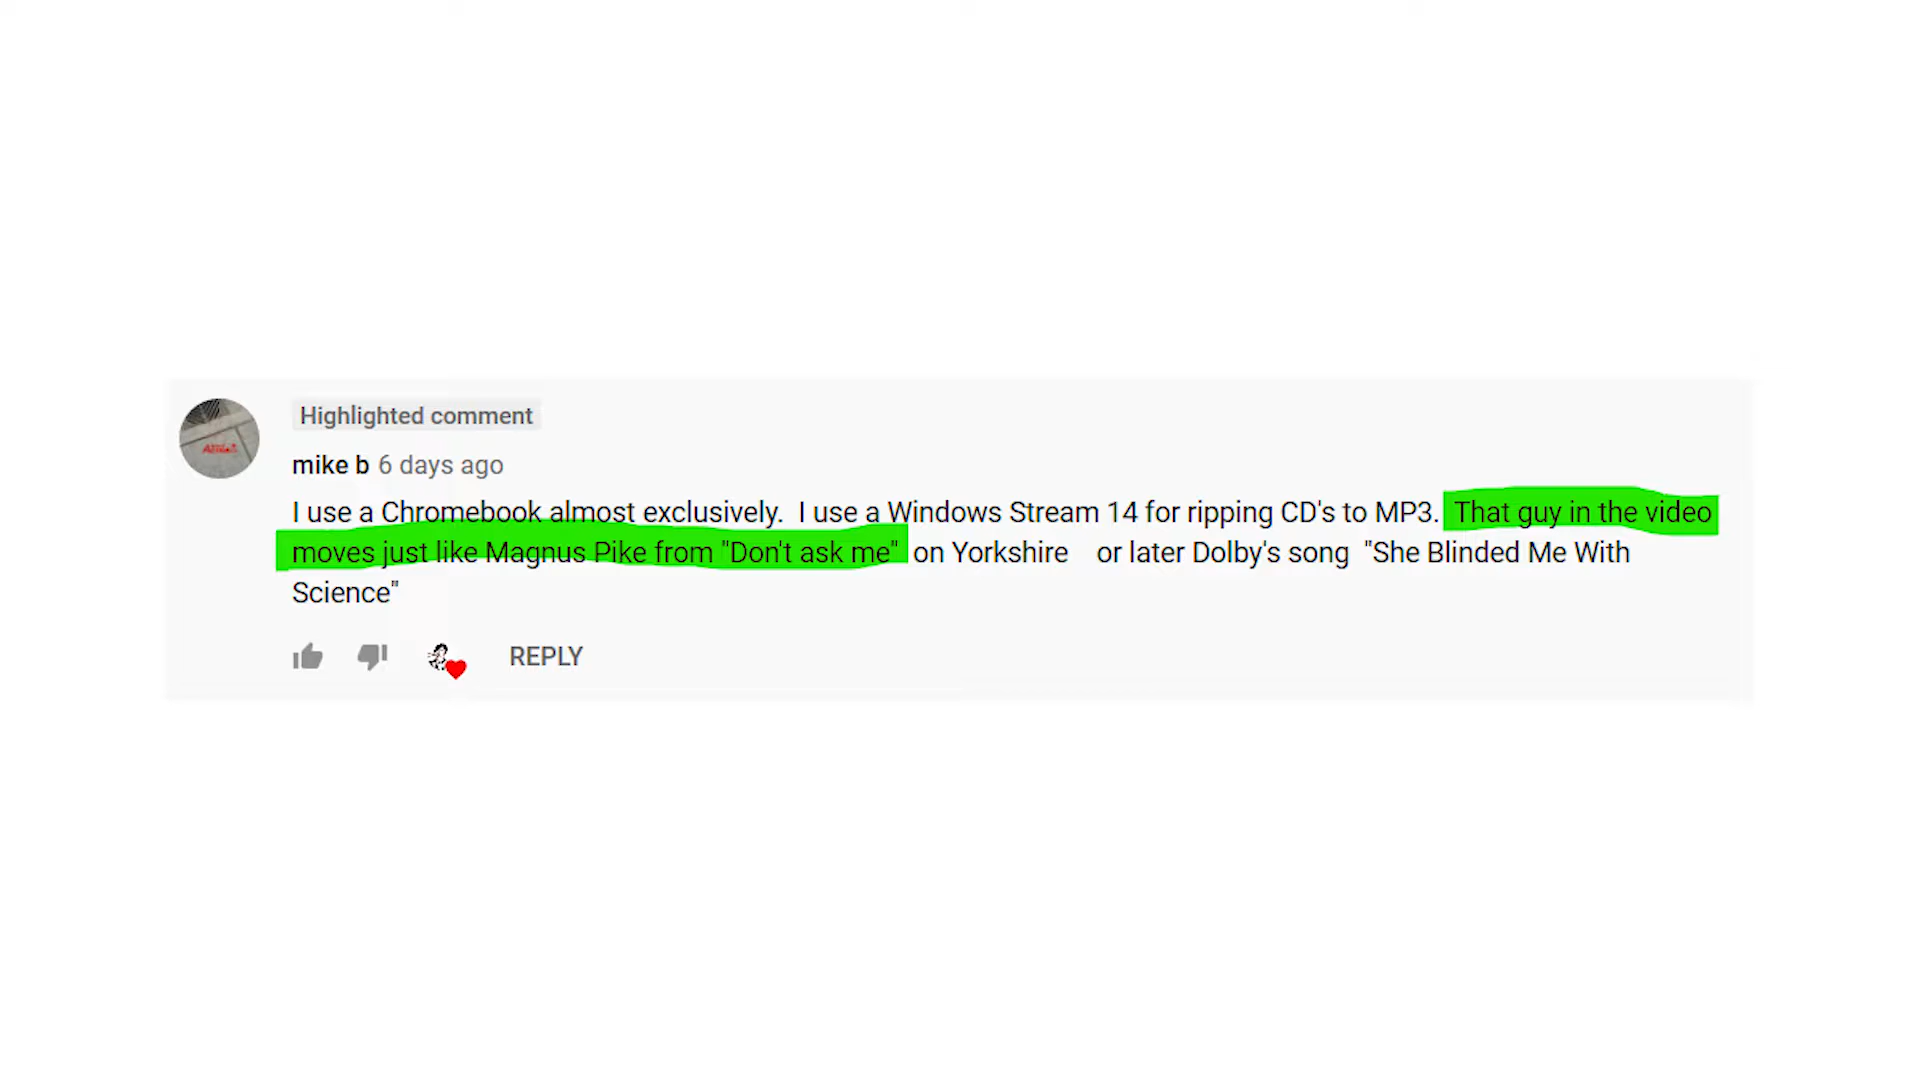 Highlighted comment
mike b 6 days ago
I use a Chromebook almost exclusively.  I use a Windows Stream 14 for ripping CD's to MP3.  That guy in the video
moves just like Magnus Pike from "Don't ask me"  on Yorkshire    or later Dolby's song  "She Blinded Me With
Science"
REPLY